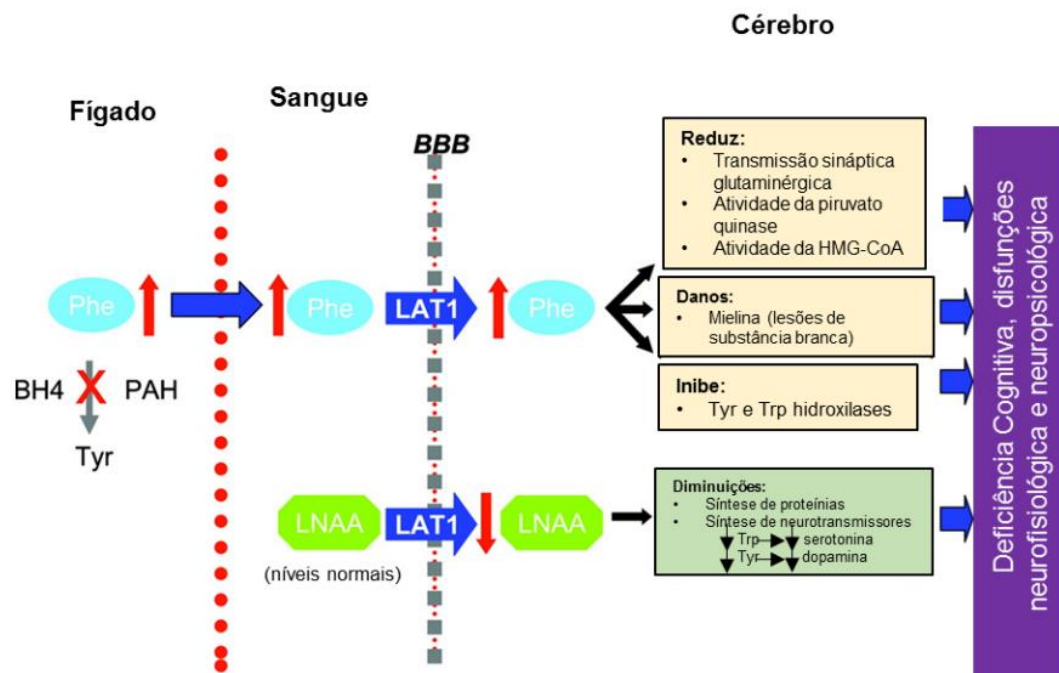 Cérebro
Fígado
Sangue
BBB
Phe
Phe
LAT1
Phe
BH4
X
PAH
Tyr
LNAA
LAT1
LNAA
(níveis normais)
Reduz:
• Transmissão sináptica
glutaminérgica
• Atividade da piruvato
quinase
• Atividade da HMG-CoA
Danos:
• Mielina (lesões de
substância branca)
Inibe:
• Tyr e Trp hidroxilases
Diminuições:
• Síntese de proteínias
• Síntese de neurotransmissores
Trp serotonina
Tyr dopamina
Deficiência Cognitiva, disfunções
neurofisiológica e neuropsicológica